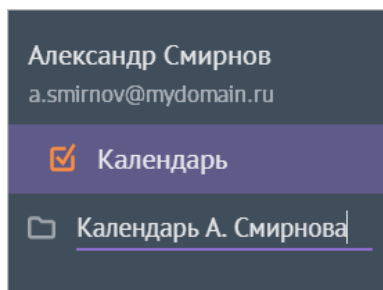 Александр Смирнов
a.smirnov@mydomain.ru
Календарь
Календарь А. Смирнова